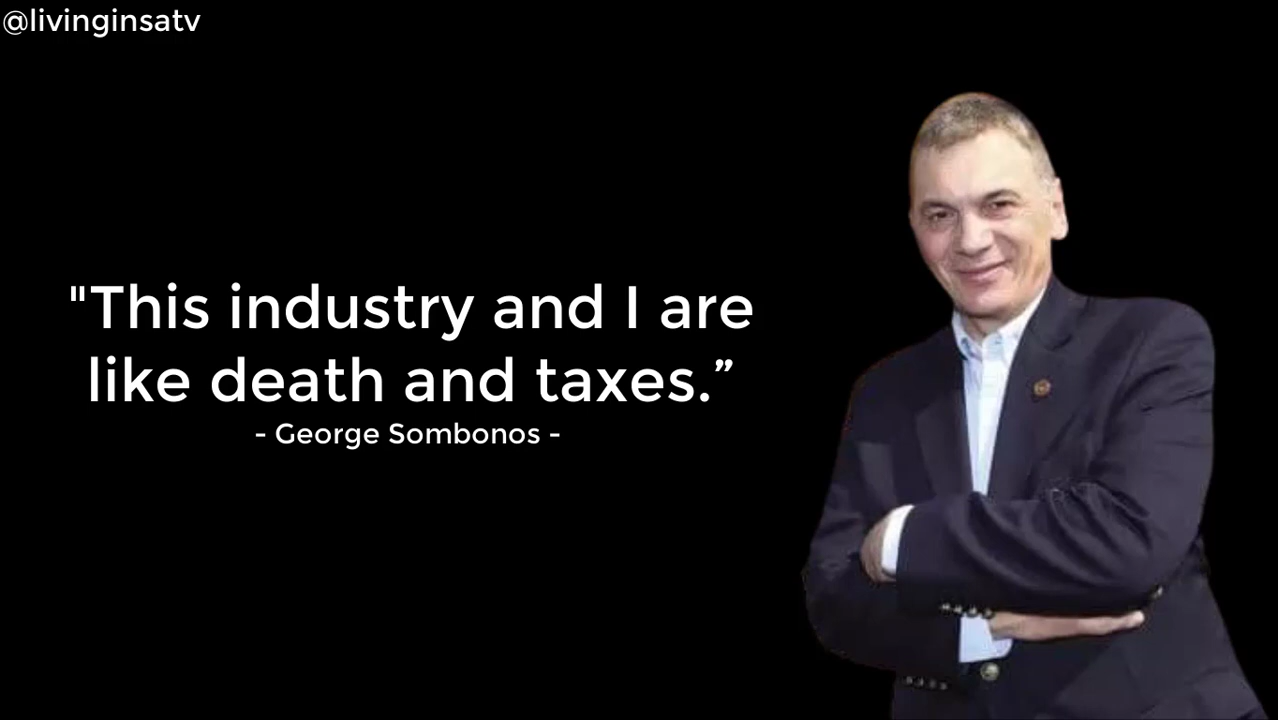 @livinginsatv
"This industry and I are
like death and taxes.”
- George Sombonos -